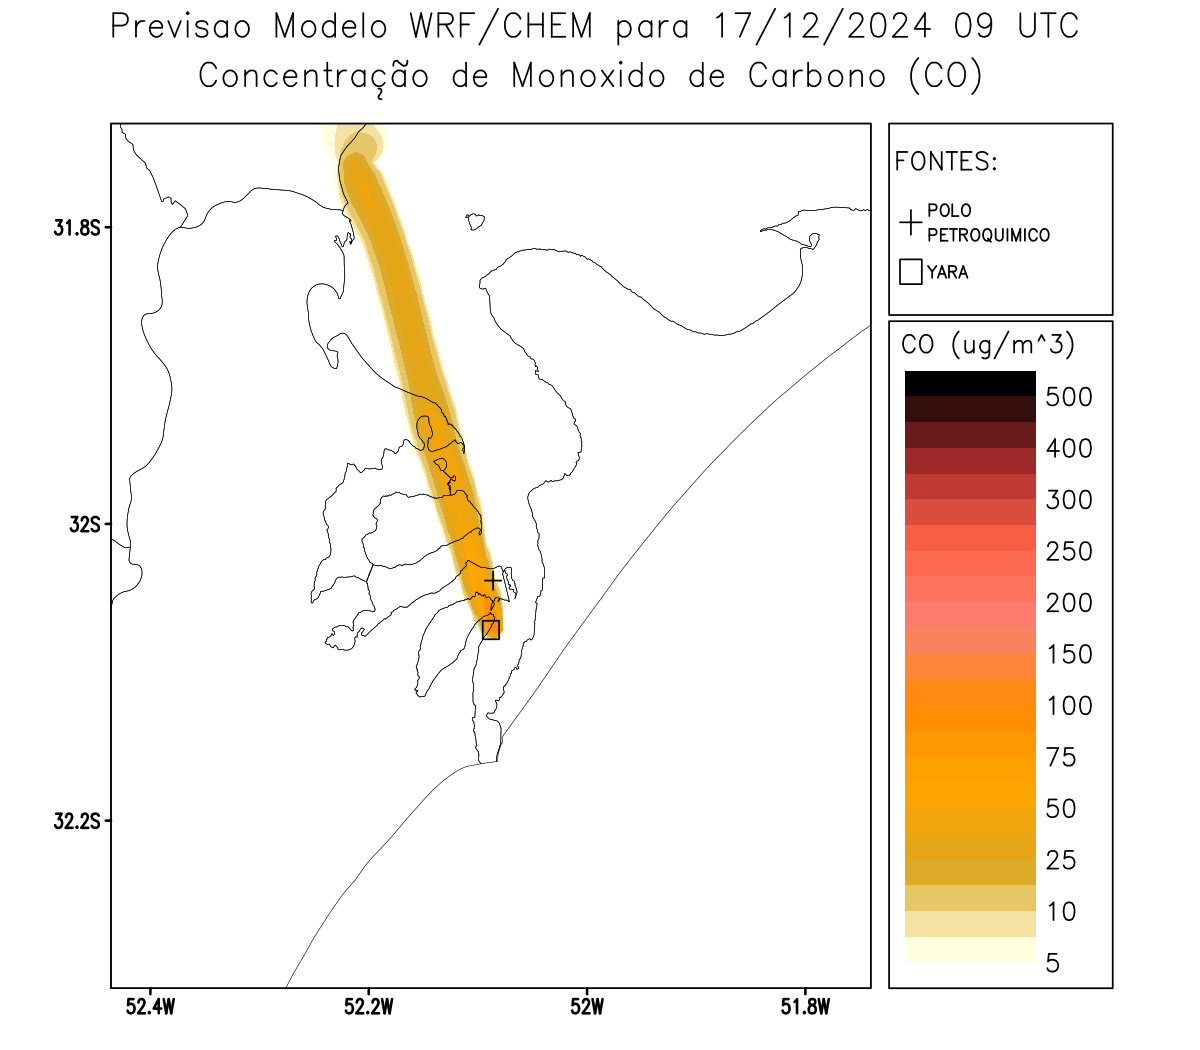 Previsao Modelo WRF/CHEM para 17/12/2024 09 UTC
Concentração de Monoxido de Carbono (CO)
FONTES:
POLO
PETROQUIMICO
YARA
31.8S
32S
32.2S
52.4W
52.2W
52W
51.8W
CO (ug/m^3)
500
400
300
250
200
150
100
75
50
25
10
5